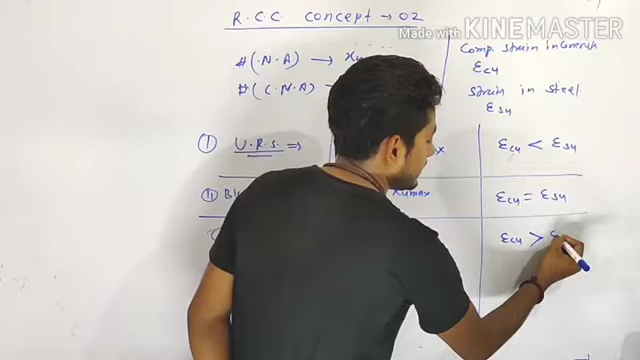 R.C.C. Concept → 02
Made with KINEMASTER
#(.N.A) → xu
Comp. strain in Concrete
εcu
#(C.N.A)
strain in steel
εsu
① U.R.S. ⇒
x
εcu < εsu
② 
xumax
εcu = εsu
εcu >